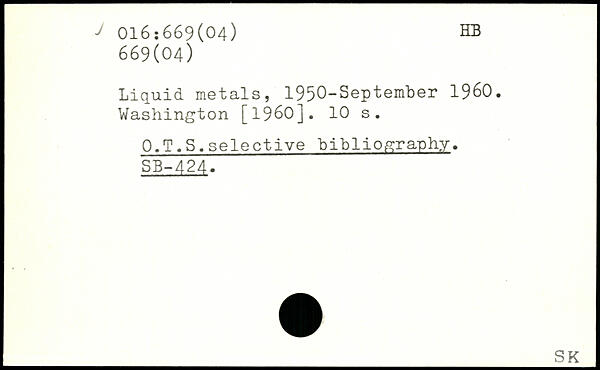 016:669(04) HB
669(04)
Liquid metals, 1950-September 1960.
Washington [1960]. 10 s.
O.T.S.selective bibliography.
SB-424.
SK